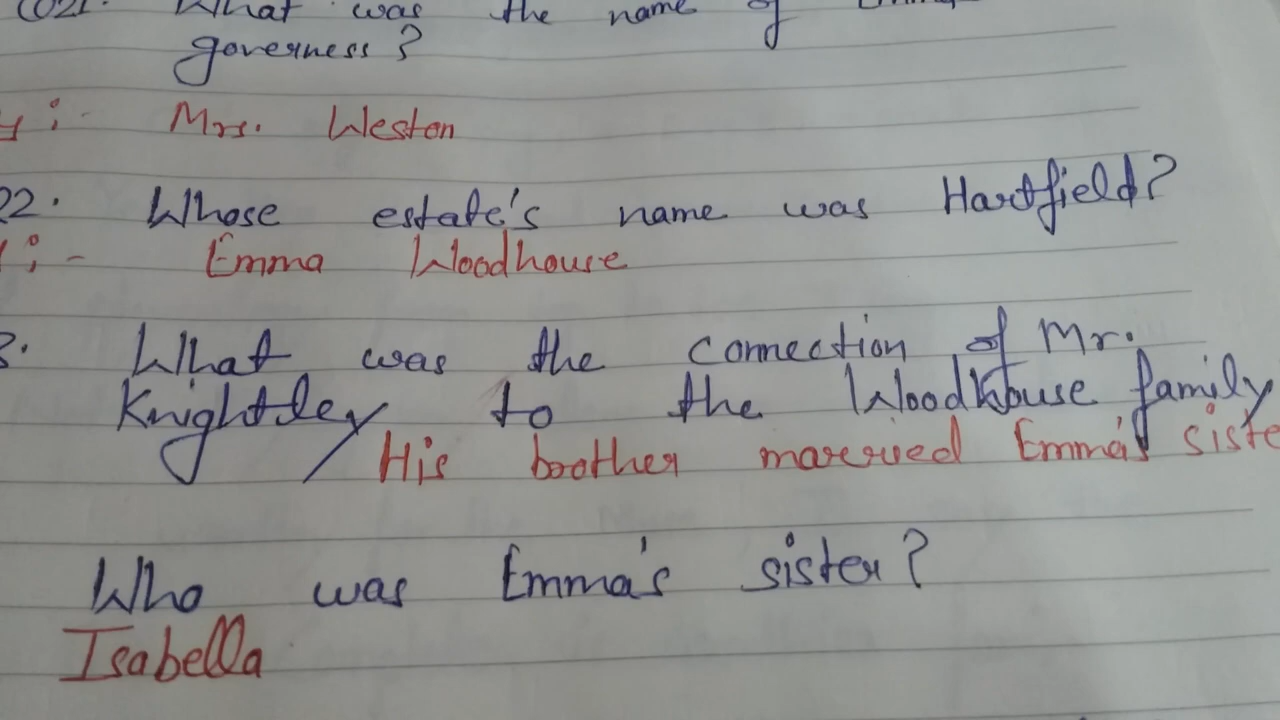 What was the name of
governess?
Mrs. Weston
22. Whose estate's name was Hartfield?
:- Emma Woodhouse
3. What was the connection of Mr.
Knightley to the Woodhouse family
His brother married Emma's siste
Who was Emma's sister?
Isabella